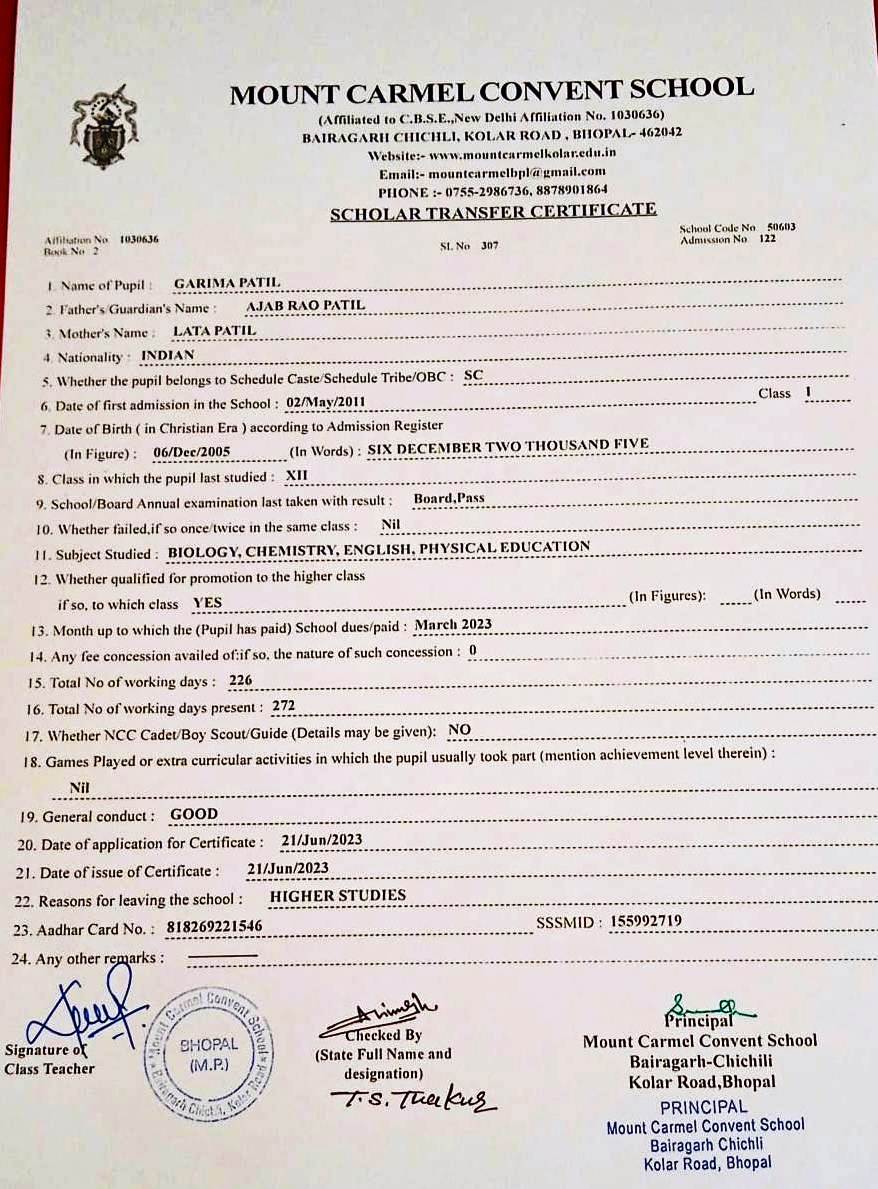 MOUNT CARMEL CONVENT SCHOOL
(Affiliated to C.B.S.E.,New Delhi Affiliation No. 1030636)
BAIRAGARH CHICHLI, KOLAR ROAD , BHOPAL- 462042
Website:- www.mountcarmelkolar.edu.in
Email:- mountcarmelbpl@gmail.com
PHONE :- 0755-2986736, 8878901864
SCHOLAR TRANSFER CERTIFICATE
School Code No 50603
Affiliation No. 1030636 Sl. No 307 Admission No 122
Book No 2
1. Name of Pupil : GARIMA PATIL
2. Father's/Guardian's Name : AJAB RAO PATIL
3. Mother's Name : LATA PATIL
4. Nationality : INDIAN
5. Whether the pupil belongs to Schedule Caste/Schedule Tribe/OBC : SC
6. Date of first admission in the School : 02/May/2011 Class I
7. Date of Birth ( in Christian Era ) according to Admission Register
(In Figure) : 06/Dec/2005 (In Words) : SIX DECEMBER TWO THOUSAND FIVE
8. Class in which the pupil last studied : XII
9. School/Board Annual examination last taken with result : Board,Pass
10. Whether failed,if so once/twice in the same class : Nil
11. Subject Studied : BIOLOGY, CHEMISTRY, ENGLISH, PHYSICAL EDUCATION
12. Whether qualified for promotion to the higher class
if so, to which class YES (In Figures): (In Words)
13. Month up to which the (Pupil has paid) School dues/paid : March 2023
14. Any fee concession availed of:if so, the nature of such concession : 0
15. Total No of working days : 226
16. Total No of working days present : 272
17. Whether NCC Cadet/Boy Scout/Guide (Details may be given): NO
18. Games Played or extra curricular activities in which the pupil usually took part (mention achievement level therein) :
Nil
19. General conduct : GOOD
20. Date of application for Certificate : 21/Jun/2023
21. Date of issue of Certificate : 21/Jun/2023
22. Reasons for leaving the school : HIGHER STUDIES
23. Aadhar Card No. : 818269221546 SSSMID : 155992719
24. Any other remarks :
Signature of
Class Teacher
Mount Carmel Convent School
BHOPAL
(M.P.)
Bairagarh Chichli, Kolar Road
Animesh
Checked By
(State Full Name and
designation)
T.S. Thakur
Principal
Mount Carmel Convent School
Bairagarh-Chichili
Kolar Road,Bhopal
PRINCIPAL
Mount Carmel Convent School
Bairagarh Chichli
Kolar Road, Bhopal